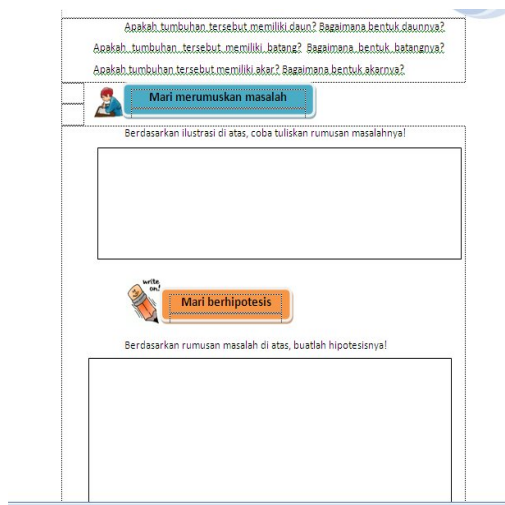 Apakah tumbuhan tersebut memiliki daun? Bagaimana bentuk daunnya?
Apakah tumbuhan tersebut memiliki batang? Bagaimana bentuk batangnya?
Apakah tumbuhan tersebut memiliki akar? Bagaimana bentuk akarnya?
Mari merumuskan masalah
Berdasarkan ilustrasi di atas, coba tuliskan rumusan masalahnya!
write
on!
Mari berhipotesis
Berdasarkan rumusan masalah di atas, buatlah hipotesisnya!